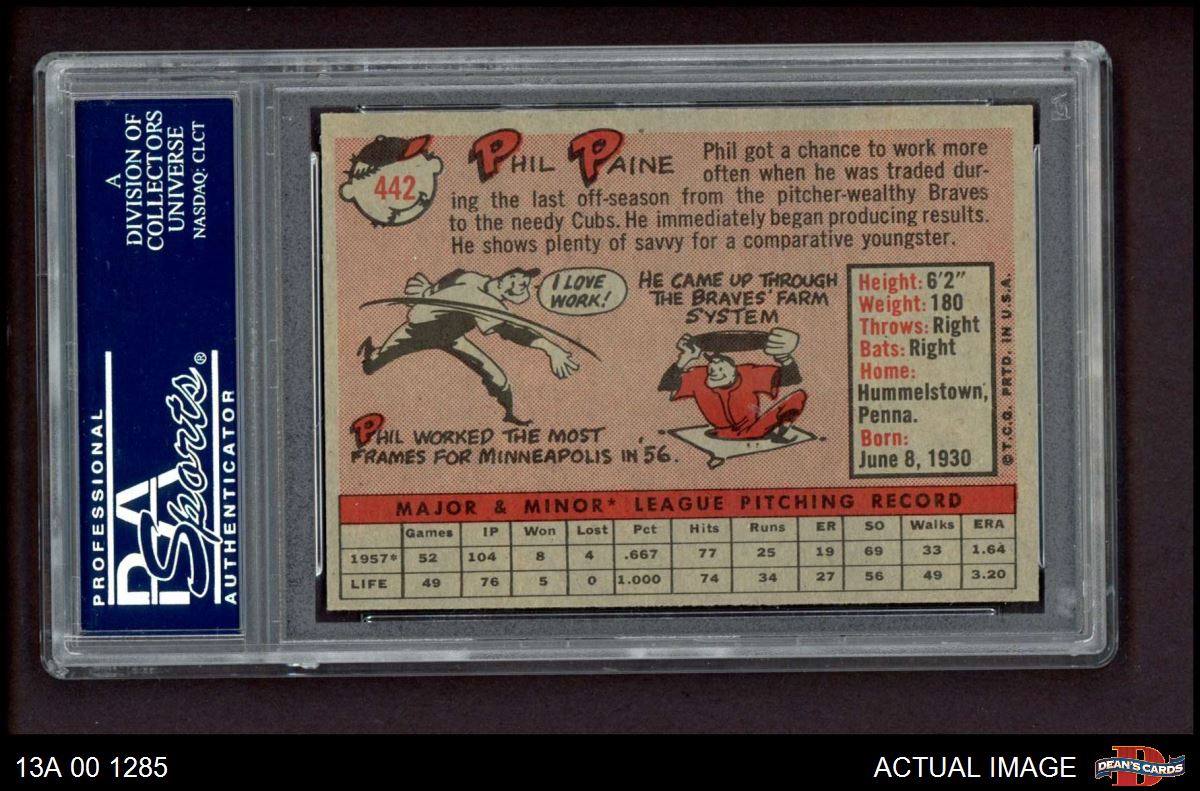 A
DIVISION OF
COLLECTORS
UNIVERSE
NASDAQ: CLCT
PROFESSIONAL
PSA
Sports®
AUTHENTICATOR
442
PHIL PAINE
Phil got a chance to work more
often when he was traded dur-
ing the last off-season from the pitcher-wealthy Braves
to the needy Cubs. He immediately began producing results.
He shows plenty of savvy for a comparative youngster.
I LOVE
WORK!
PHIL WORKED THE MOST
FRAMES FOR MINNEAPOLIS IN 56.
HE CAME UP THROUGH
THE BRAVES' FARM
SYSTEM
Height: 6'2"
Weight: 180
Throws: Right
Bats: Right
Home:
Hummelstown,
Penna.
Born:
June 8, 1930
©T.C.G. PRTD. IN U.S.A.
MAJOR & MINOR* LEAGUE PITCHING RECORD
Games IP Won Lost Pct Hits Runs ER SO Walks ERA
1957* 52 104 8 4 .667 77 25 19 69 33 1.64
LIFE 49 76 5 0 1.000 74 34 27 56 49 3.20
13A 00 1285
ACTUAL IMAGE
DEAN'S CARDS